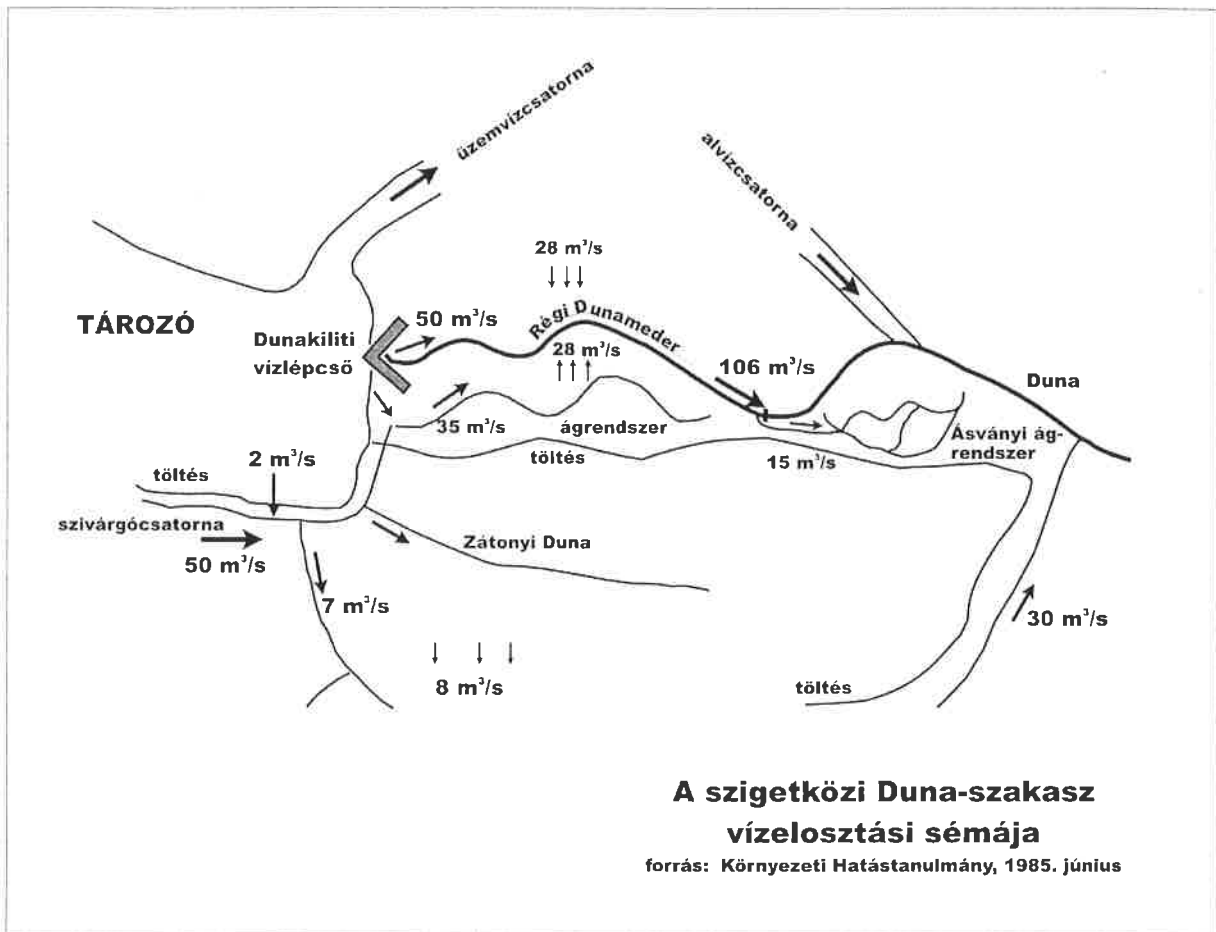 üzemvízcsatorna
alvízcsatorna
28 m³/s
TÁROZÓ
Dunakiliti
vízlépcső
50 m³/s
Régi Dunameder
28 m³/s
106 m³/s
Duna
35 m³/s
ágrendszer
Ásványi ág-
rendszer
töltés
15 m³/s
2 m³/s
töltés
szivárgócsatorna
50 m³/s
Zátonyi Duna
7 m³/s
30 m³/s
8 m³/s
töltés
A szigetközi Duna-szakasz
vízelosztási sémája
forrás: Környezeti Hatástanulmány, 1985. június